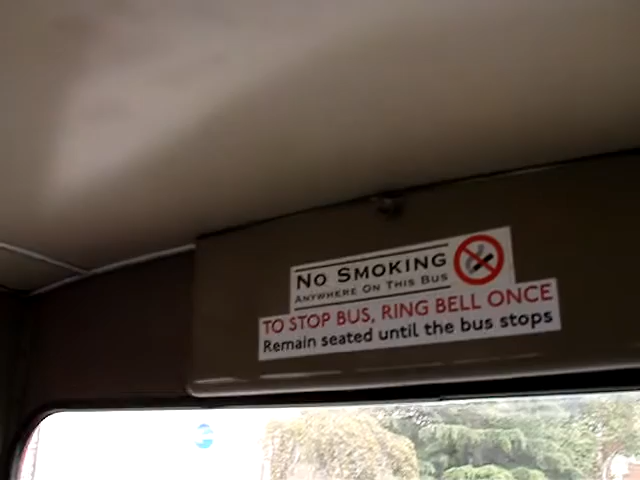 No Smoking
Anywhere On This Bus
TO STOP BUS, RING BELL ONCE
Remain seated until the bus stops